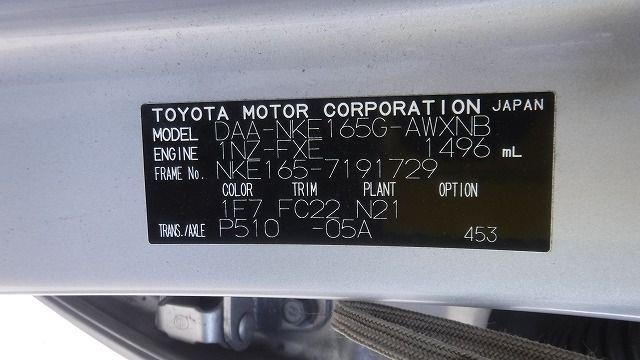 TOYOTA MOTOR CORPORATION JAPAN
MODEL DAA-NKE165G-AWXNB
ENGINE 1NZ-FXE 1496 mL
FRAME No. NKE165-7191729
COLOR TRIM PLANT OPTION
1F7 FC22 N21
TRANS./AXLE P510 -05A 453